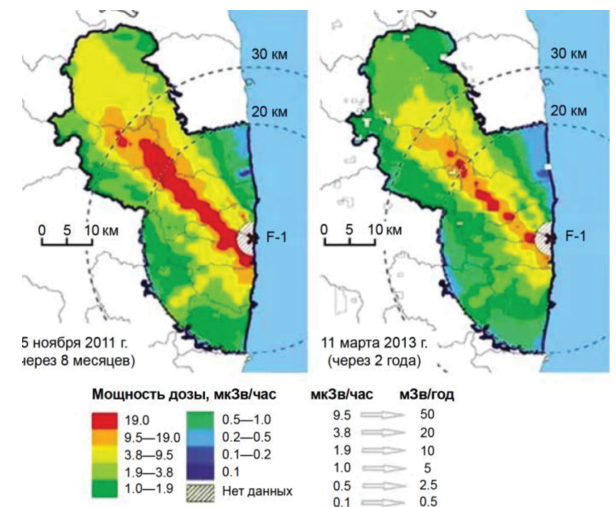 30 км
20 км
0 5 10 км
F-1
5 ноября 2011 г.
через 8 месяцев)
30 км
20 км
0 5 10 км
F-1
11 марта 2013 г.
(через 2 года)
Мощность дозы, мкЗв/час
19.0
9.5—19.0
3.8—9.5
1.9—3.8
1.0—1.9
0.5—1.0
0.2—0.5
0.1—0.2
0.1
Нет данных
мкЗв/час мЗв/год
9.5 50
3.8 20
1.9 10
1.0 5
0.5 2.5
0.1 0.5